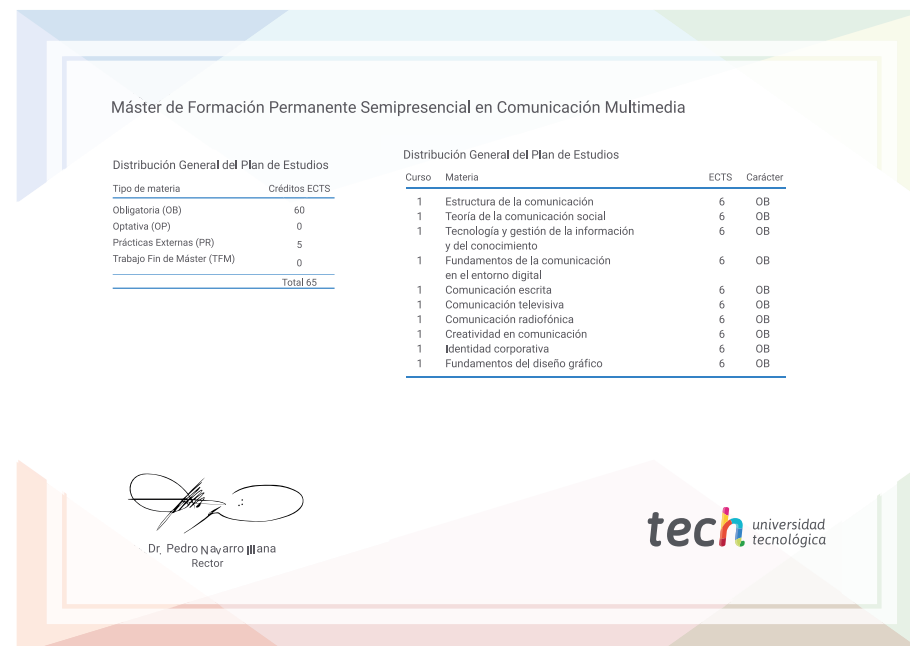 Máster de Formación Permanente Semipresencial en Comunicación Multimedia
Distribución General del Plan de Estudios
Tipo de materia Créditos ECTS
Obligatoria (OB) 60
Optativa (OP) 0
Prácticas Externas (PR) 5
Trabajo Fin de Máster (TFM) 0
Total 65
Distribución General del Plan de Estudios
Curso Materia ECTS Carácter
1 Estructura de la comunicación 6 OB
1 Teoría de la comunicación social 6 OB
1 Tecnología y gestión de la información 6 OB
y del conocimiento
1 Fundamentos de la comunicación 6 OB
en el entorno digital
1 Comunicación escrita 6 OB
1 Comunicación televisiva 6 OB
1 Comunicación radiofónica 6 OB
1 Creatividad en comunicación 6 OB
1 Identidad corporativa 6 OB
1 Fundamentos del diseño gráfico 6 OB
Dr. Pedro Navarro Illana
Rector
tech universidad
tecnológica